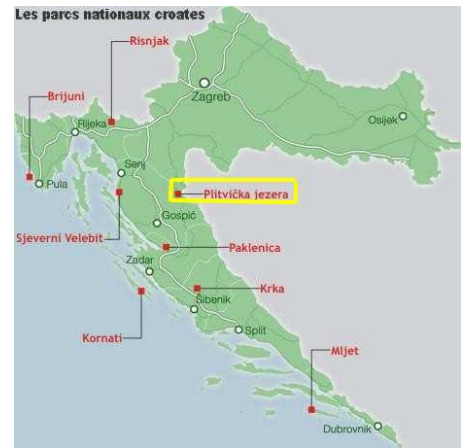 Les parcs nationaux croates
Risnjak
Zagreb
Brijuni
Rijeka
Osijek
Senj
Pula
Plitvička jezera
Gospić
Sjeverni Velebit
Paklenica
Zadar
Krka
Šibenik
Kornati
Split
Mljet
Dubrovnik